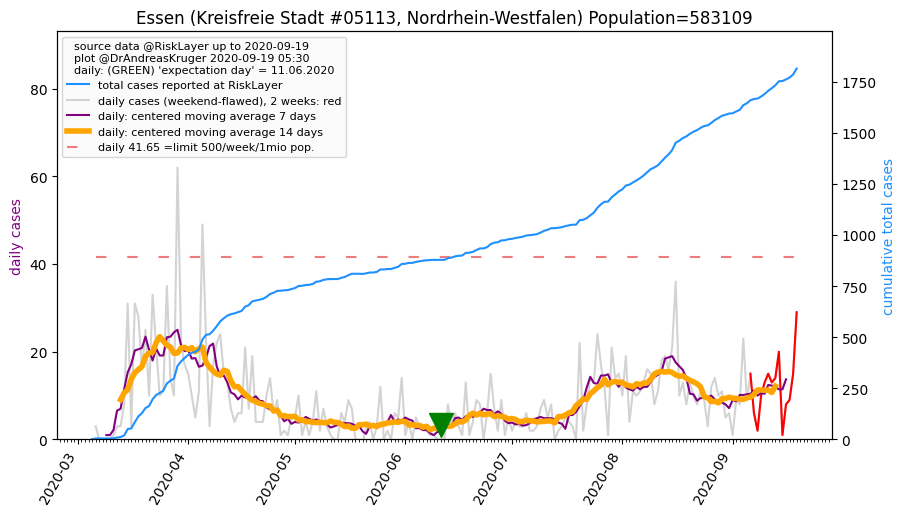 Essen (Kreisfreie Stadt #05113, Nordrhein-Westfalen) Population=583109
source data @RiskLayer up to 2020-09-19
plot @DrAndreasKruger 2020-09-19 05:30
daily: (GREEN) 'expectation day' = 11.06.2020
total cases reported at RiskLayer
daily cases (weekend-flawed), 2 weeks: red
daily: centered moving average 7 days
daily: centered moving average 14 days
daily 41.65 =limit 500/week/1mio pop.
daily cases
80
60
40
20
0
cumulative total cases
1750
1500
1250
1000
750
500
250
0
2020-03
2020-04
2020-05
2020-06
2020-07
2020-08
2020-09